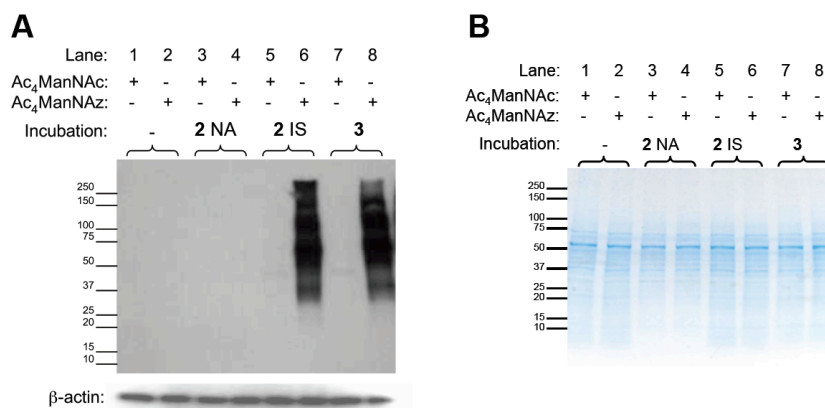 A
Lane: 1 2 3 4 5 6 7 8
Ac4ManNAc: + - + - + - + -
Ac4ManNAz: - + - + - + - +
Incubation: - 2 NA 2 IS 3
250
150
100
75
50
37
25
20
15
10
β-actin:
B
Lane: 1 2 3 4 5 6 7 8
Ac4ManNAc: + - + - + - + -
Ac4ManNAz: - + - + - + - +
Incubation: - 2 NA 2 IS 3
250
150
100
75
50
37
25
20
15
10